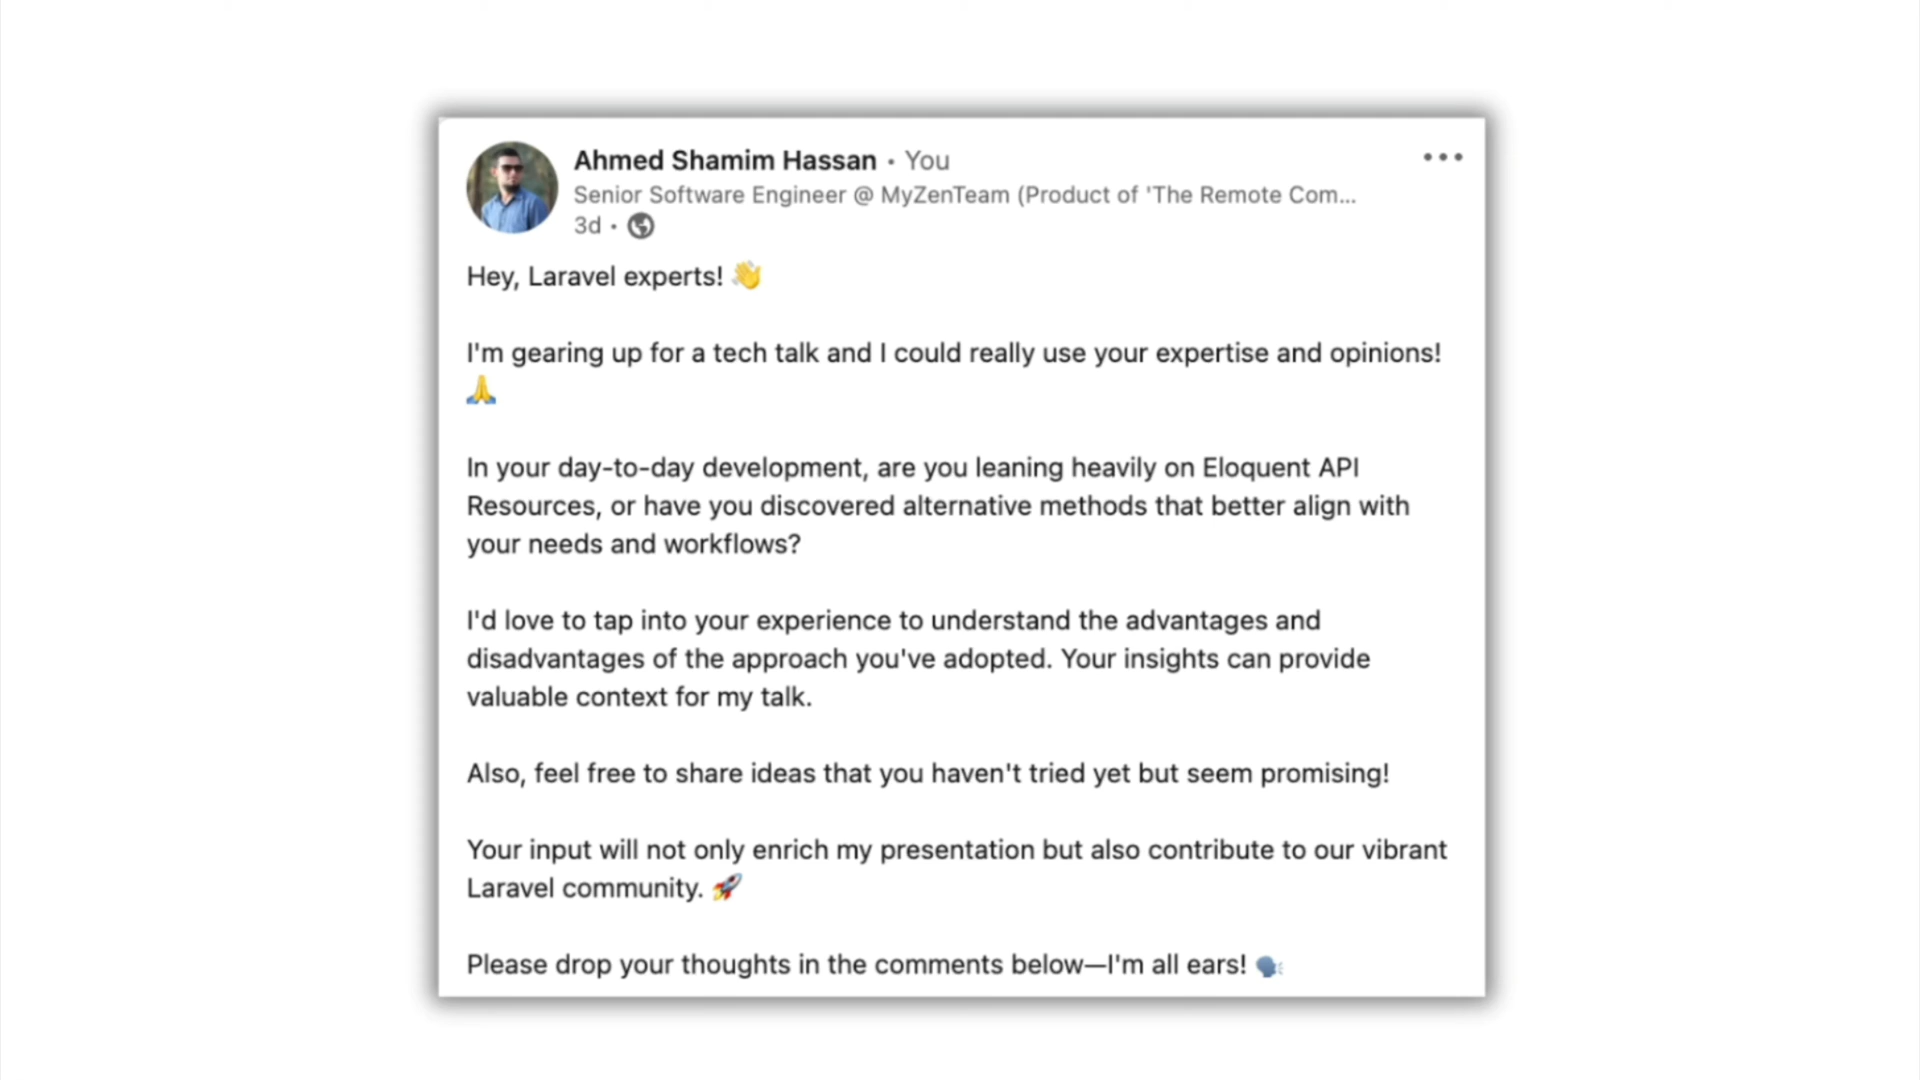 Ahmed Shamim Hassan • You
Senior Software Engineer @ MyZenTeam (Product of 'The Remote Com...
3d •
Hey, Laravel experts! 👋
I'm gearing up for a tech talk and I could really use your expertise and opinions!
🙏
In your day-to-day development, are you leaning heavily on Eloquent API
Resources, or have you discovered alternative methods that better align with
your needs and workflows?
I'd love to tap into your experience to understand the advantages and
disadvantages of the approach you've adopted. Your insights can provide
valuable context for my talk.
Also, feel free to share ideas that you haven't tried yet but seem promising!
Your input will not only enrich my presentation but also contribute to our vibrant
Laravel community. 🚀
Please drop your thoughts in the comments below—I'm all ears! 🗣️